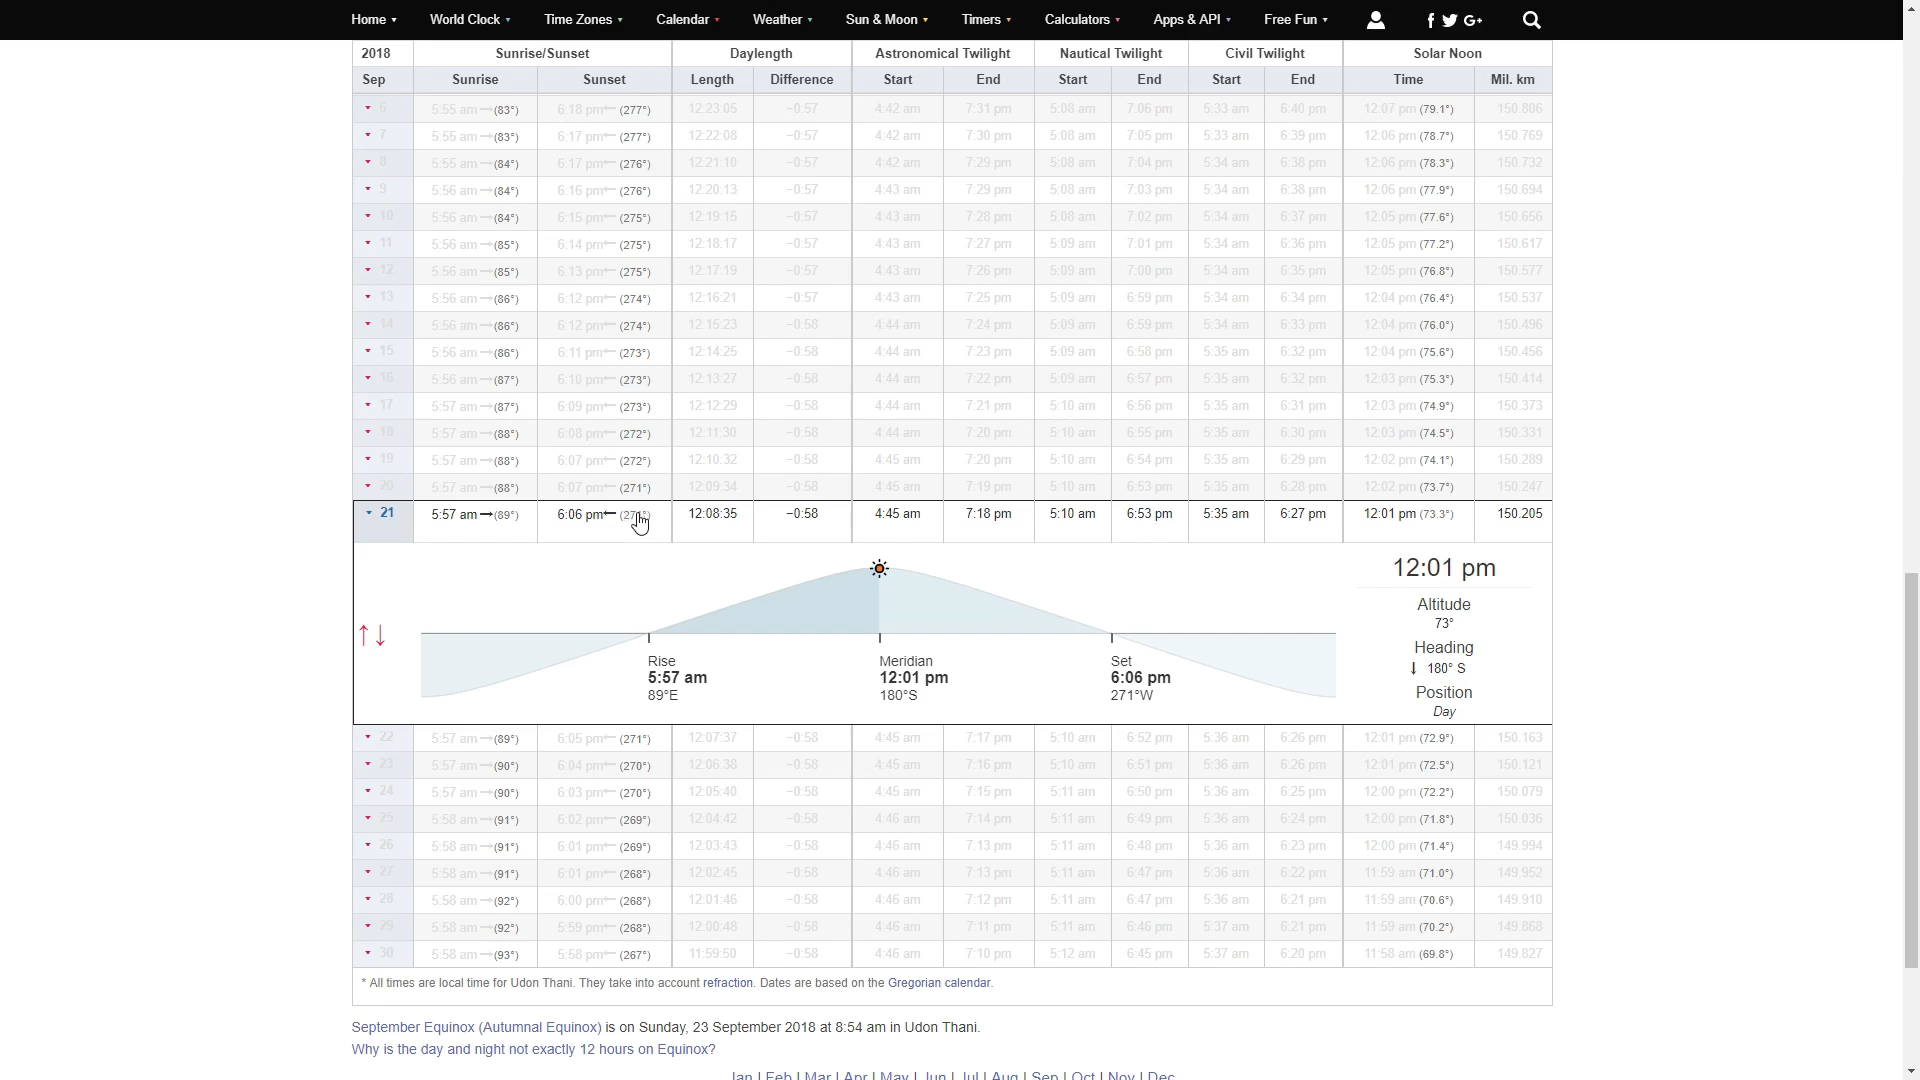 Home World Clock Time Zones Calendar Weather Sun & Moon Timers Calculators Apps & API Free Fun
2018 Sunrise/Sunset Daylength Astronomical Twilight Nautical Twilight Civil Twilight Solar Noon
Sep Sunrise Sunset Length Difference Start End Start End Start End Time Mil. km
6 5:55 am → (83°) 6:18 pm ← (277°) 12:23:05 −0:57 4:42 am 7:31 pm 5:08 am 7:06 pm 5:33 am 6:40 pm 12:07 pm (79.1°) 150.806
7 5:55 am → (83°) 6:17 pm ← (277°) 12:22:08 −0:57 4:42 am 7:30 pm 5:08 am 7:05 pm 5:33 am 6:39 pm 12:06 pm (78.7°) 150.769
8 5:55 am → (84°) 6:17 pm ← (276°) 12:21:10 −0:57 4:42 am 7:29 pm 5:08 am 7:04 pm 5:34 am 6:38 pm 12:06 pm (78.3°) 150.732
9 5:56 am → (84°) 6:16 pm ← (276°) 12:20:13 −0:57 4:43 am 7:29 pm 5:08 am 7:03 pm 5:34 am 6:38 pm 12:06 pm (77.9°) 150.694
10 5:56 am → (84°) 6:15 pm ← (275°) 12:19:15 −0:57 4:43 am 7:28 pm 5:08 am 7:02 pm 5:34 am 6:37 pm 12:05 pm (77.6°) 150.656
11 5:56 am → (85°) 6:14 pm ← (275°) 12:18:17 −0:57 4:43 am 7:27 pm 5:09 am 7:01 pm 5:34 am 6:36 pm 12:05 pm (77.2°) 150.617
12 5:56 am → (85°) 6:13 pm ← (275°) 12:17:19 −0:57 4:43 am 7:26 pm 5:09 am 7:00 pm 5:34 am 6:35 pm 12:05 pm (76.8°) 150.577
13 5:56 am → (86°) 6:12 pm ← (274°) 12:16:21 −0:57 4:43 am 7:25 pm 5:09 am 6:59 pm 5:34 am 6:34 pm 12:04 pm (76.4°) 150.537
14 5:56 am → (86°) 6:12 pm ← (274°) 12:15:23 −0:58 4:44 am 7:24 pm 5:09 am 6:59 pm 5:34 am 6:33 pm 12:04 pm (76.0°) 150.496
15 5:56 am → (86°) 6:11 pm ← (273°) 12:14:25 −0:58 4:44 am 7:23 pm 5:09 am 6:58 pm 5:35 am 6:32 pm 12:04 pm (75.6°) 150.456
16 5:56 am → (87°) 6:10 pm ← (273°) 12:13:27 −0:58 4:44 am 7:22 pm 5:09 am 6:57 pm 5:35 am 6:32 pm 12:03 pm (75.3°) 150.414
17 5:57 am → (87°) 6:09 pm ← (273°) 12:12:29 −0:58 4:44 am 7:21 pm 5:10 am 6:56 pm 5:35 am 6:31 pm 12:03 pm (74.9°) 150.373
18 5:57 am → (88°) 6:08 pm ← (272°) 12:11:30 −0:58 4:44 am 7:20 pm 5:10 am 6:55 pm 5:35 am 6:30 pm 12:03 pm (74.5°) 150.331
19 5:57 am → (88°) 6:07 pm ← (272°) 12:10:32 −0:58 4:45 am 7:20 pm 5:10 am 6:54 pm 5:35 am 6:29 pm 12:02 pm (74.1°) 150.289
20 5:57 am → (88°) 6:07 pm ← (271°) 12:09:34 −0:58 4:45 am 7:19 pm 5:10 am 6:53 pm 5:35 am 6:28 pm 12:02 pm (73.7°) 150.247
21 5:57 am → (89°) 6:06 pm ← 12:08:35 −0:58 4:45 am 7:18 pm 5:10 am 6:53 pm 5:35 am 6:27 pm 12:01 pm (73.3°) 150.205
12:01 pm
Altitude
73°
Heading
↓ 180° S
Position
Day
↑↓
Rise Meridian Set
5:57 am 12:01 pm 6:06 pm
89°E 180°S 271°W
22 5:57 am → (89°) 6:05 pm ← (271°) 12:07:37 −0:58 4:45 am 7:17 pm 5:10 am 6:52 pm 5:36 am 6:26 pm 12:01 pm (72.9°) 150.163
23 5:57 am → (90°) 6:04 pm ← (270°) 12:06:38 −0:58 4:45 am 7:16 pm 5:10 am 6:51 pm 5:36 am 6:26 pm 12:01 pm (72.5°) 150.121
24 5:57 am → (90°) 6:03 pm ← (270°) 12:05:40 −0:58 4:45 am 7:15 pm 5:11 am 6:50 pm 5:36 am 6:25 pm 12:00 pm (72.2°) 150.079
25 5:58 am → (91°) 6:02 pm ← (269°) 12:04:42 −0:58 4:46 am 7:14 pm 5:11 am 6:49 pm 5:36 am 6:24 pm 12:00 pm (71.8°) 150.036
26 5:58 am → (91°) 6:01 pm ← (269°) 12:03:43 −0:58 4:46 am 7:13 pm 5:11 am 6:48 pm 5:36 am 6:23 pm 12:00 pm (71.4°) 149.994
27 5:58 am → (91°) 6:01 pm ← (268°) 12:02:45 −0:58 4:46 am 7:13 pm 5:11 am 6:47 pm 5:36 am 6:22 pm 11:59 am (71.0°) 149.952
28 5:58 am → (92°) 6:00 pm ← (268°) 12:01:46 −0:58 4:46 am 7:12 pm 5:11 am 6:47 pm 5:36 am 6:21 pm 11:59 am (70.6°) 149.910
29 5:58 am → (92°) 5:59 pm ← (268°) 12:00:48 −0:58 4:46 am 7:11 pm 5:11 am 6:46 pm 5:37 am 6:21 pm 11:59 am (70.2°) 149.868
30 5:58 am → (93°) 5:58 pm ← (267°) 11:59:50 −0:58 4:46 am 7:10 pm 5:12 am 6:45 pm 5:37 am 6:20 pm 11:58 am (69.8°) 149.827
* All times are local time for Udon Thani. They take into account refraction. Dates are based on the Gregorian calendar.
September Equinox (Autumnal Equinox) is on Sunday, 23 September 2018 at 8:54 am in Udon Thani.
Why is the day and night not exactly 12 hours on Equinox?
Jan | Feb | Mar | Apr | May | Jun | Jul | Aug | Sep | Oct | Nov | Dec